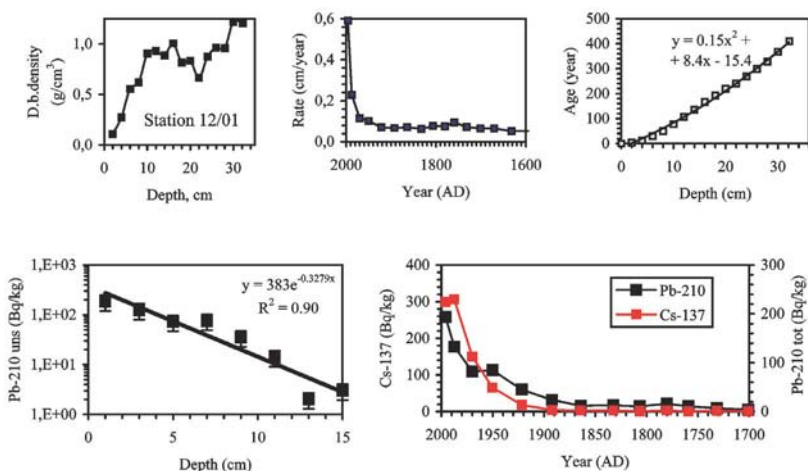 D.b.density
(g/cm³)
1,0
0,5
0,0
Station 12/01
0 10 20 30
Depth, cm
Rate (cm/year)
0,6
0,4
0,2
0,0
2000 1800 1600
Year (AD)
Age (year)
500
400
300
200
100
0
y = 0.15x² +
+ 8.4x - 15.4
0 10 20 30
Depth (cm)
Pb-210 uns (Bq/kg)
1,E+03
1,E+02
1,E+01
1,E+00
y = 383e^-0.3279x
R² = 0.90
0 5 10 15
Depth (cm)
Cs-137 (Bq/kg)
400
300
200
100
0
Pb-210
Cs-137
300
200
100
0
Pb-210 tot (Bq/kg)
2000 1950 1900 1850 1800 1750 1700
Year (AD)